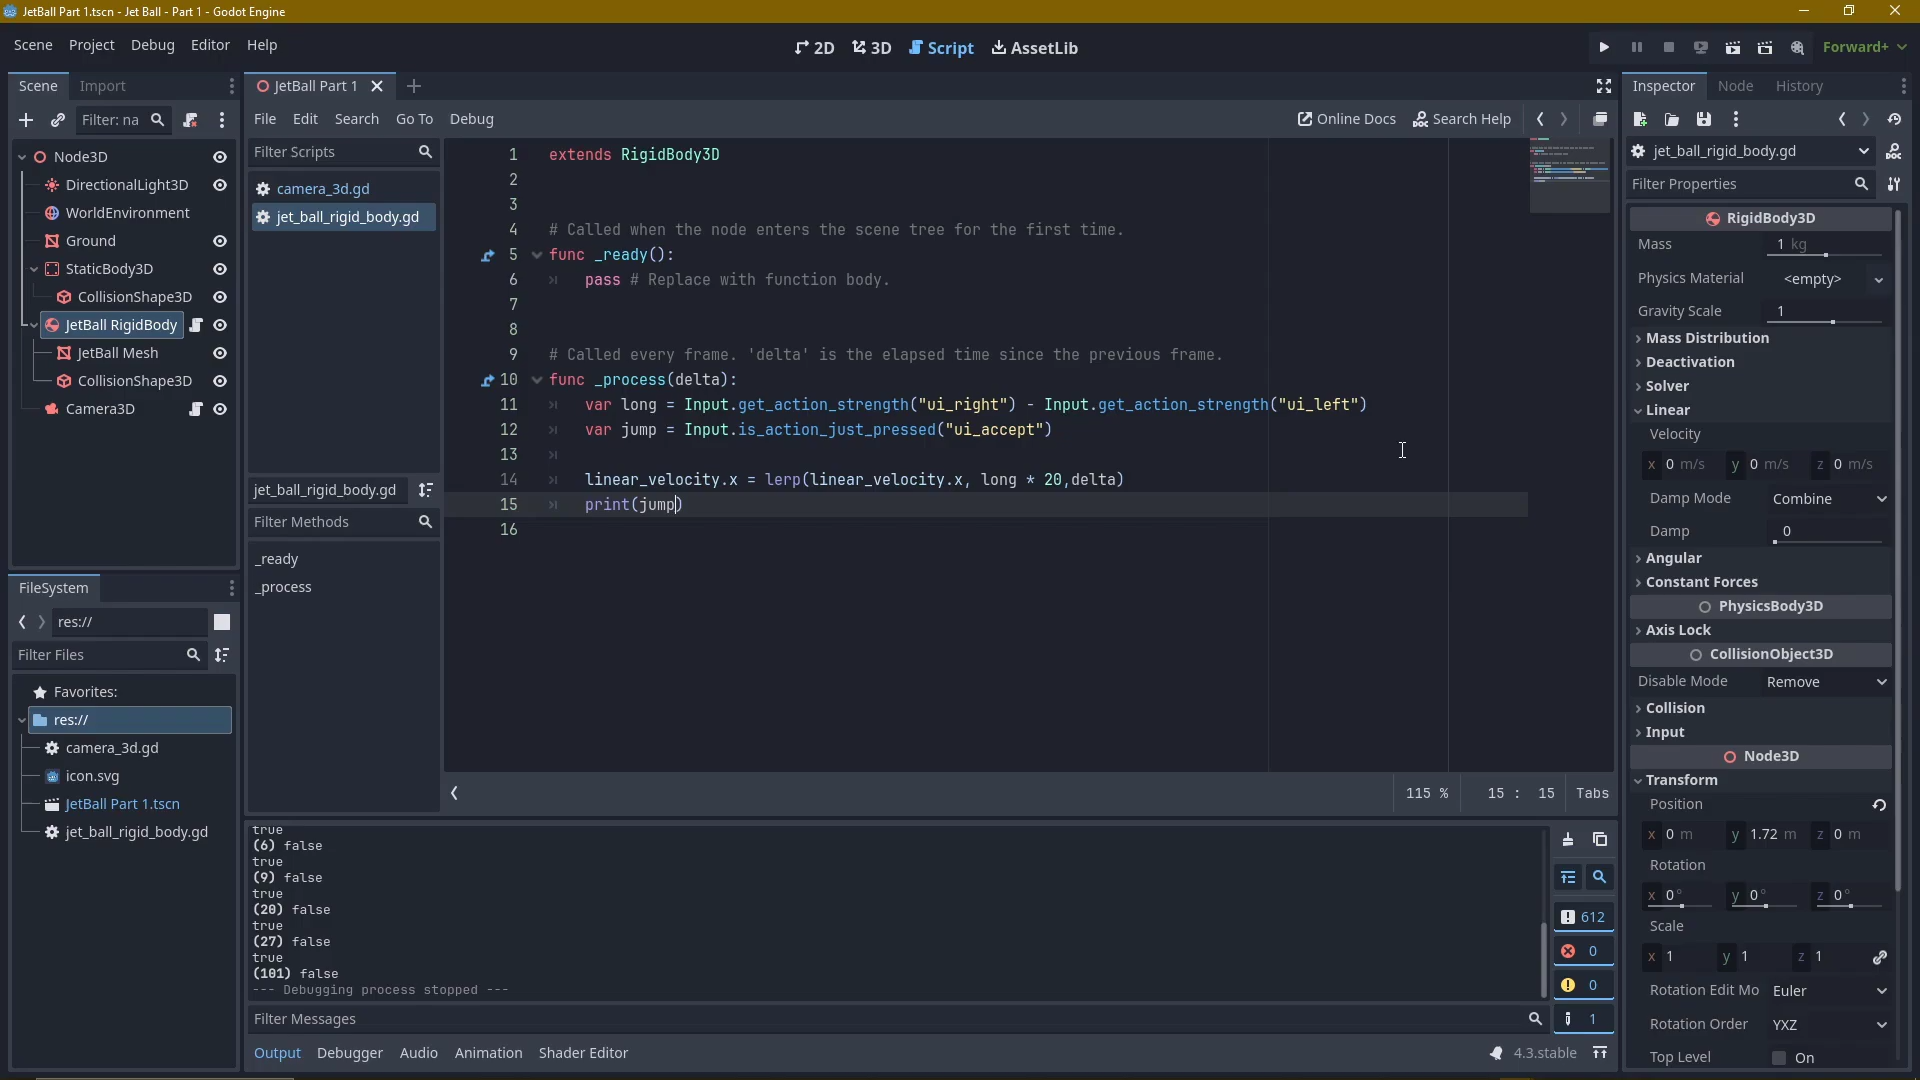 JetBall Part 1.tscn - Jet Ball - Part 1 - Godot Engine
Scene Project Debug Editor Help
2D 3D Script AssetLib
Forward+
Scene Import
Filter: na
Node3D
DirectionalLight3D
WorldEnvironment
Ground
StaticBody3D
CollisionShape3D
JetBall RigidBody
JetBall Mesh
CollisionShape3D
Camera3D
FileSystem
res://
Filter Files
Favorites:
res://
camera_3d.gd
icon.svg
JetBall Part 1.tscn
jet_ball_rigid_body.gd
JetBall Part 1
File Edit Search Go To Debug
Online Docs Search Help
Filter Scripts
camera_3d.gd
jet_ball_rigid_body.gd
jet_ball_rigid_body.gd
Filter Methods
_ready
_process
1 extends RigidBody3D
2
3
4 # Called when the node enters the scene tree for the first time.
5 func _ready():
6 pass # Replace with function body.
7
8
9 # Called every frame. 'delta' is the elapsed time since the previous frame.
10 func _process(delta):
11 var long = Input.get_action_strength("ui_right") - Input.get_action_strength("ui_left")
12 var jump = Input.is_action_just_pressed("ui_accept")
13
14 linear_velocity.x = lerp(linear_velocity.x, long * 20,delta)
15 print(jump)
16
115 % 15 : 15 Tabs
true
(6) false
true
(9) false
true
(20) false
true
(27) false
true
(101) false
--- Debugging process stopped ---
612
0
0
1
Filter Messages
Output Debugger Audio Animation Shader Editor
4.3.stable
Inspector Node History
jet_ball_rigid_body.gd
Filter Properties
RigidBody3D
Mass 1 kg
Physics Material <empty>
Gravity Scale 1
Mass Distribution
Deactivation
Solver
Linear
Velocity
x 0 m/s y 0 m/s z 0 m/s
Damp Mode Combine
Damp 0
Angular
Constant Forces
PhysicsBody3D
Axis Lock
CollisionObject3D
Disable Mode Remove
Collision
Input
Node3D
Transform
Position
x 0 m y 1.72 m z 0 m
Rotation
x 0° y 0° z 0°
Scale
x 1 y 1 z 1
Rotation Edit Mo Euler
Rotation Order YXZ
Top Level On